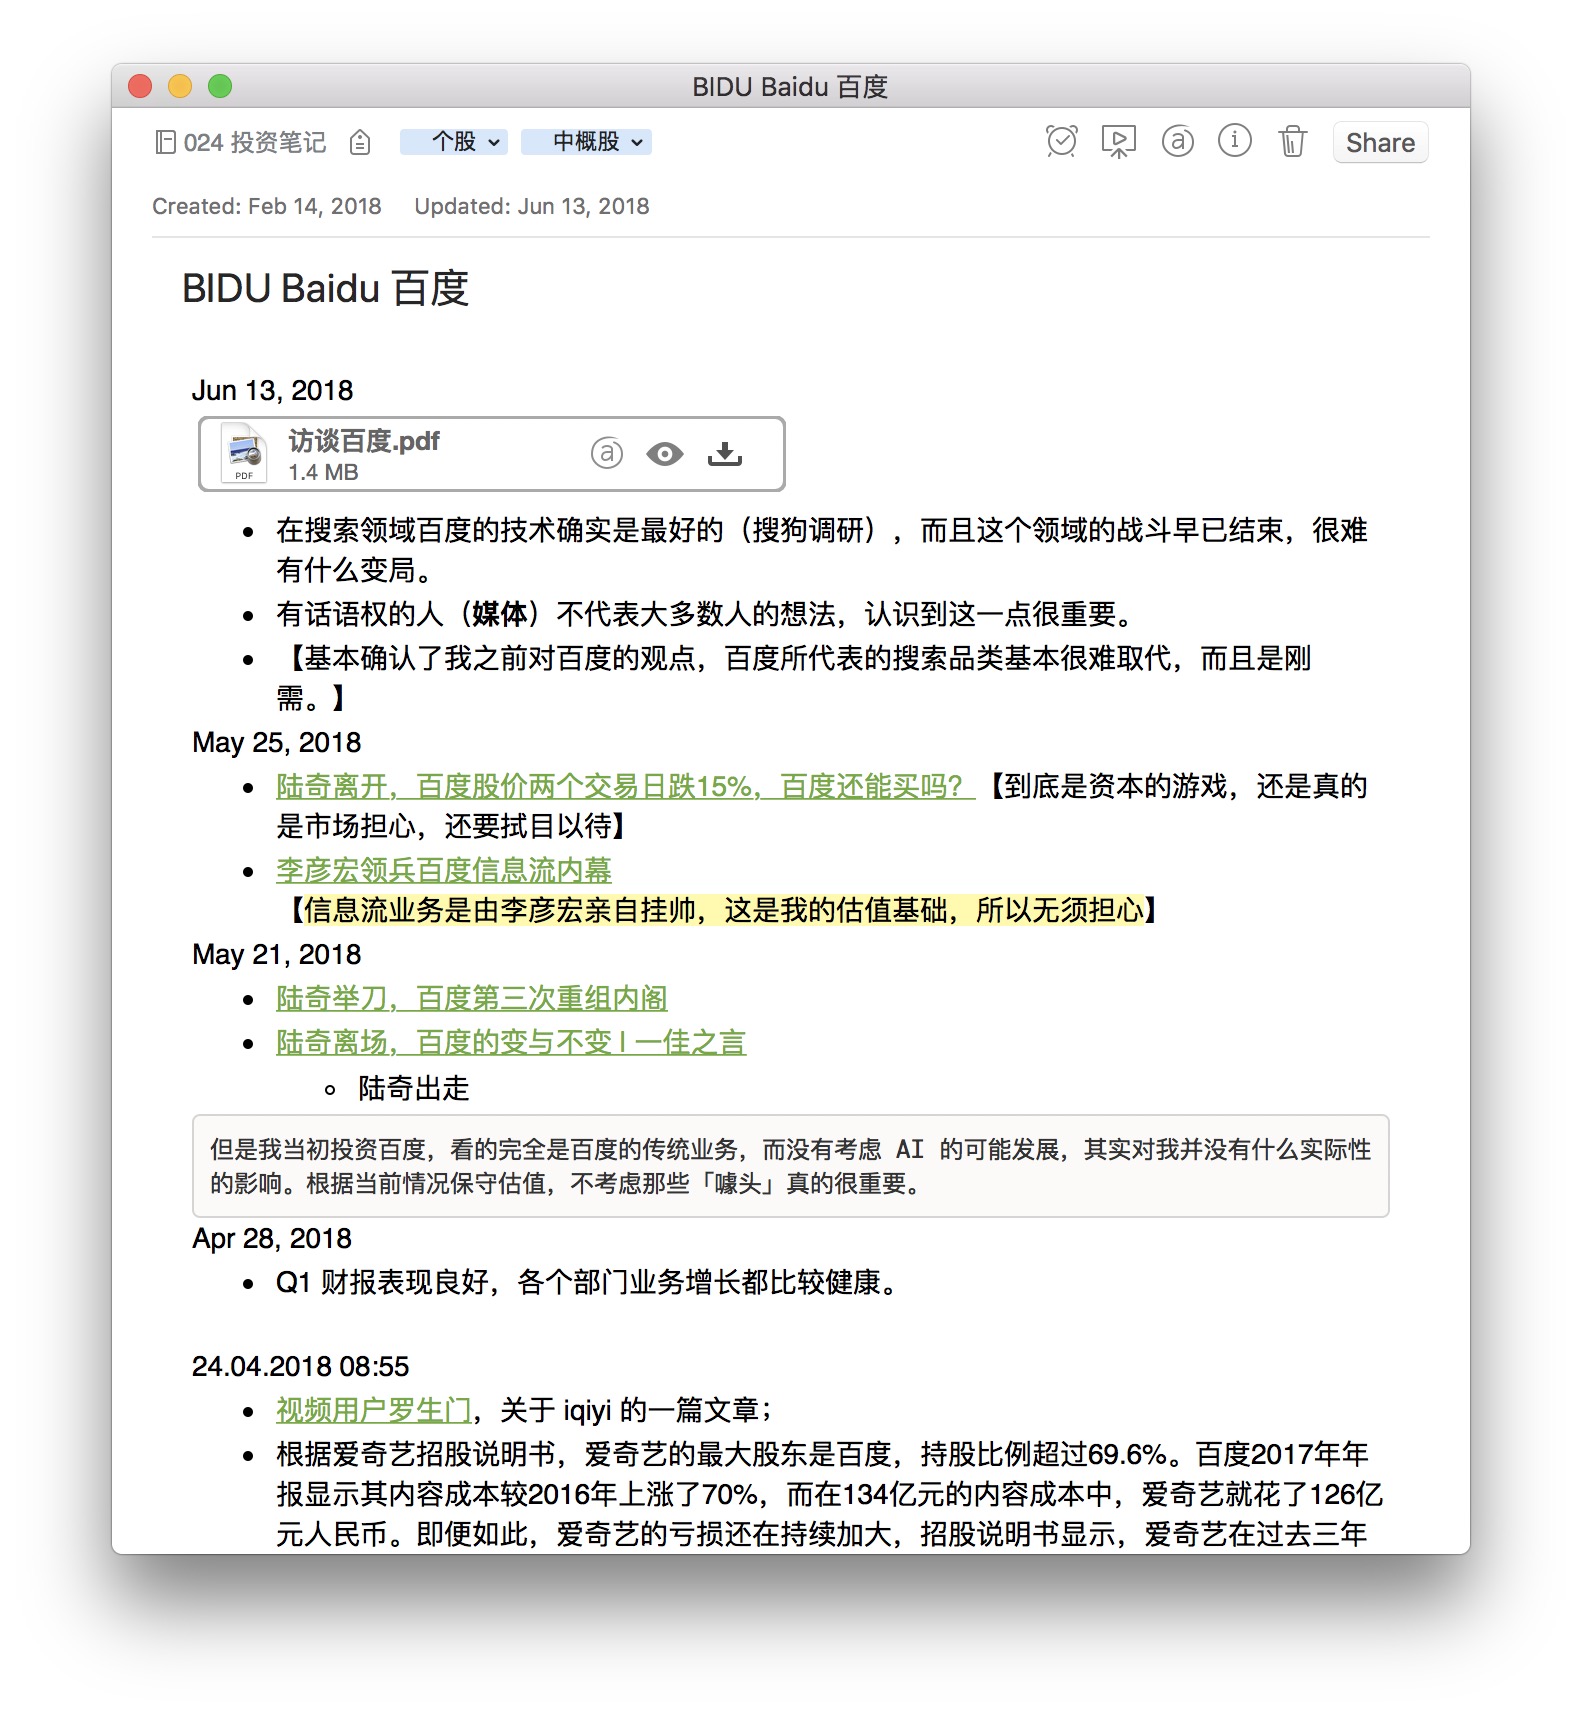 BIDU Baidu 百度
024 投资笔记 个股 中概股 Share
Created: Feb 14, 2018 Updated: Jun 13, 2018
BIDU Baidu 百度
Jun 13, 2018
访谈百度.pdf
1.4 MB
PDF
在搜索领域百度的技术确实是最好的（搜狗调研），而且这个领域的战斗早已结束，很难
有什么变局。
有话语权的人（媒体）不代表大多数人的想法，认识到这一点很重要。
【基本确认了我之前对百度的观点，百度所代表的搜索品类基本很难取代，而且是刚
需。】
May 25, 2018
陆奇离开，百度股价两个交易日跌15%，百度还能买吗？【到底是资本的游戏，还是真的
是市场担心，还要拭目以待】
李彦宏领兵百度信息流内幕
【信息流业务是由李彦宏亲自挂帅，这是我的估值基础，所以无须担心】
May 21, 2018
陆奇举刀，百度第三次重组内阁
陆奇离场，百度的变与不变 | 一佳之言
陆奇出走
但是我当初投资百度，看的完全是百度的传统业务，而没有考虑 AI 的可能发展，其实对我并没有什么实际性
的影响。根据当前情况保守估值，不考虑那些「噱头」真的很重要。
Apr 28, 2018
Q1 财报表现良好，各个部门业务增长都比较健康。
24.04.2018 08:55
视频用户罗生门，关于 iqiyi 的一篇文章；
根据爱奇艺招股说明书，爱奇艺的最大股东是百度，持股比例超过69.6%。百度2017年年
报显示其内容成本较2016年上涨了70%，而在134亿元的内容成本中，爱奇艺就花了126亿
元人民币。即便如此，爱奇艺的亏损还在持续加大，招股说明书显示，爱奇艺在过去三年